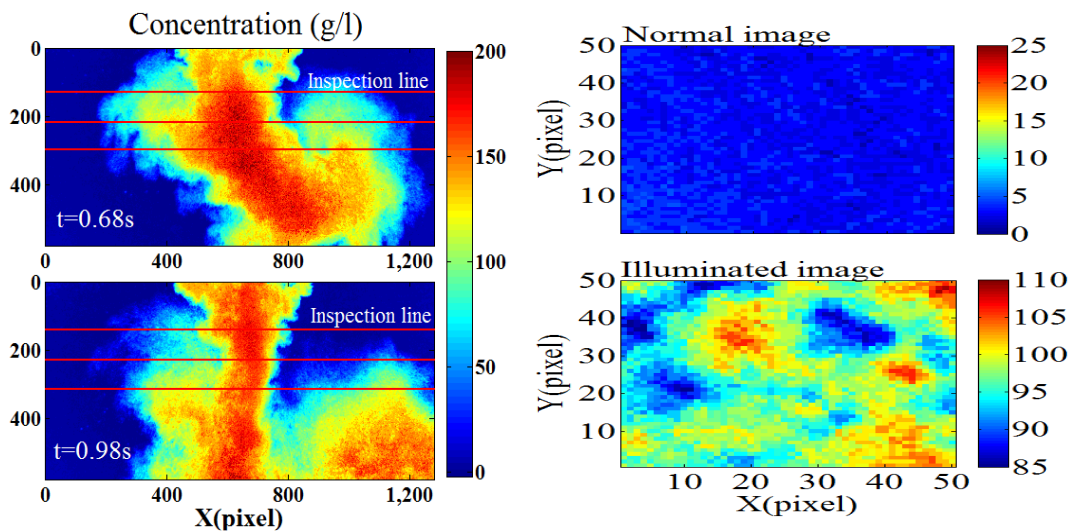 Concentration (g/l)
0
200
400
Inspection line
t=0.68s
0 400 800 1,200
0
200
400
Inspection line
t=0.98s
0 400 800 1,200
X(pixel)
200
150
100
50
0
Normal image
50
40
30
20
10
Y(pixel)
25
20
15
10
5
0
Illuminated image
50
40
30
20
10
Y(pixel)
10 20 30 40 50
X(pixel)
110
105
100
95
90
85